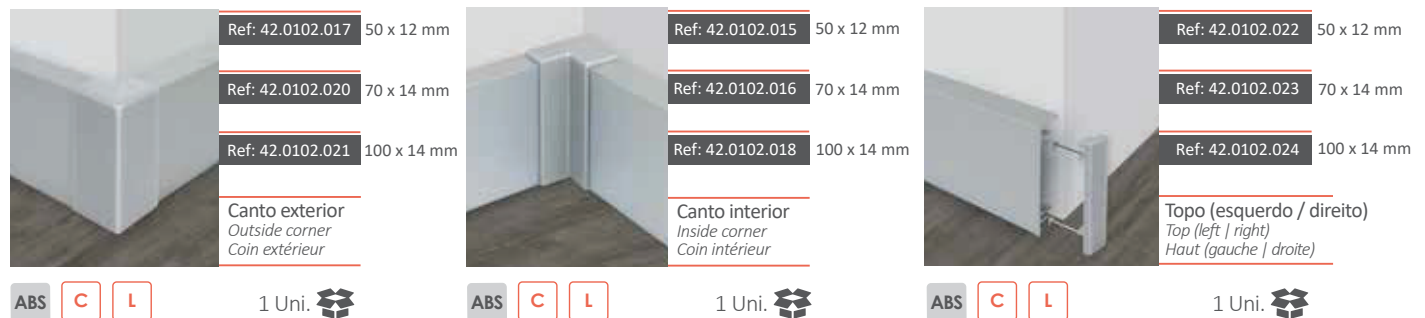 Ref: 42.0102.017 50 x 12 mm
Ref: 42.0102.020 70 x 14 mm
Ref: 42.0102.021 100 x 14 mm
Canto exterior
Outside corner
Coin extérieur
ABS C L 1 Uni.
Ref: 42.0102.015 50 x 12 mm
Ref: 42.0102.016 70 x 14 mm
Ref: 42.0102.018 100 x 14 mm
Canto interior
Inside corner
Coin intérieur
ABS C L 1 Uni.
Ref: 42.0102.022 50 x 12 mm
Ref: 42.0102.023 70 x 14 mm
Ref: 42.0102.024 100 x 14 mm
Topo (esquerdo / direito)
Top (left | right)
Haut (gauche | droite)
ABS C L 1 Uni.